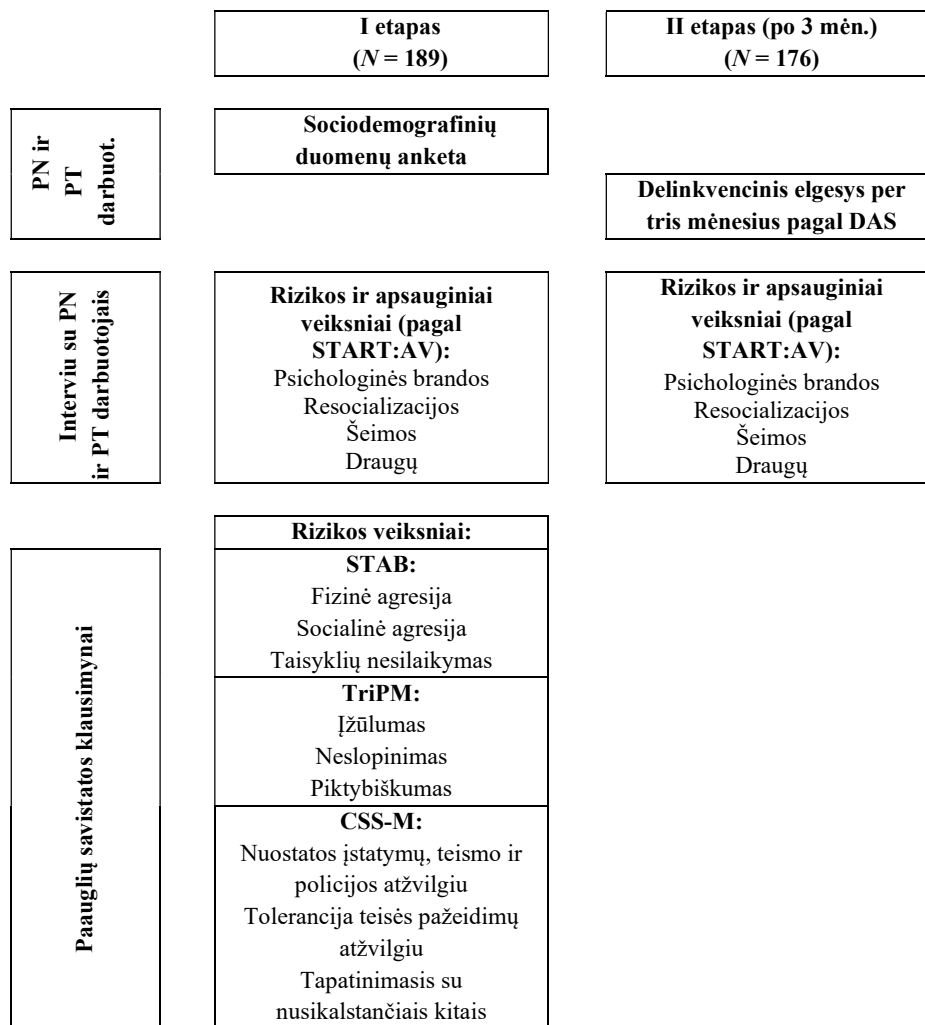 I etapas
(N = 189)
II etapas (po 3 mėn.)
(N = 176)
PN ir
PT
darbuot.
Sociodemografinių
duomenų anketa
Delinkvencinis elgesys per
tris mėnesius pagal DAS
Interviu su PN
ir PT darbuotojais
Rizikos ir apsauginiai
veiksniai (pagal
START:AV):
Psichologinės brandos
Resocializacijos
Šeimos
Draugų
Rizikos ir apsauginiai
veiksniai (pagal
START:AV):
Psichologinės brandos
Resocializacijos
Šeimos
Draugų
Paauglių savistatos klausimynai
Rizikos veiksniai:
STAB:
Fizinė agresija
Socialinė agresija
Taisyklių nesilaikymas
TriPM:
Įžūlumas
Neslopinimas
Piktybiškumas
CSS-M:
Nuostatos įstatymų, teismo ir
policijos atžvilgiu
Tolerancija teisės pažeidimų
atžvilgiu
Tapatinimasis su
nusikalstančiais kitais